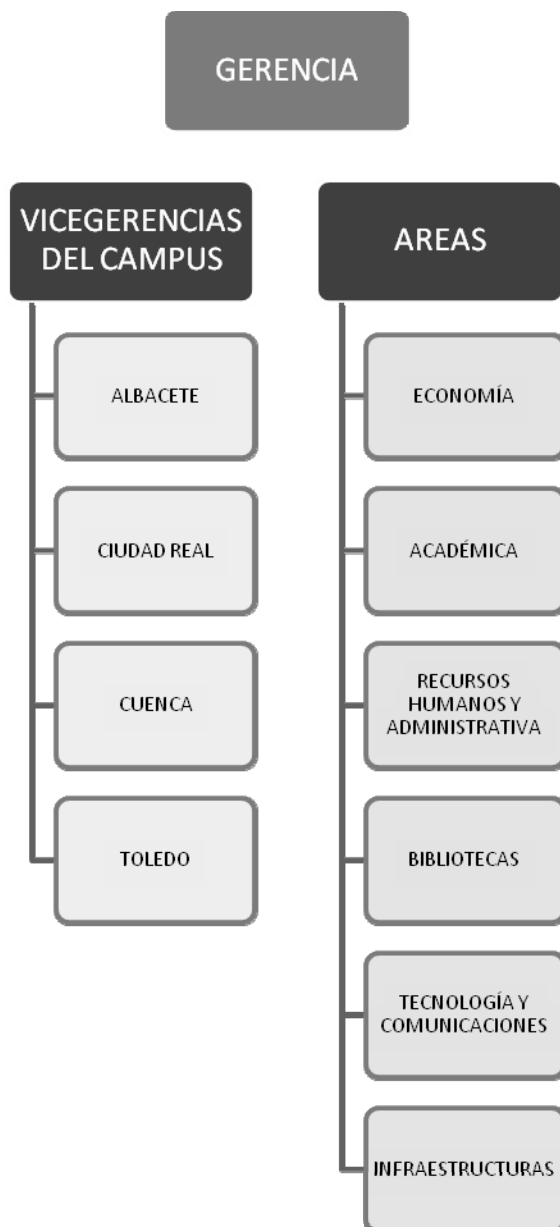 GERENCIA
VICEGERENCIAS
DEL CAMPUS
ALBACETE
CIUDAD REAL
CUENCA
TOLEDO
AREAS
ECONOMÍA
ACADÉMICA
RECURSOS
HUMANOS Y
ADMINISTRATIVA
BIBLIOTECAS
TECNOLOGÍA Y
COMUNICACIONES
INFRAESTRUCTURAS